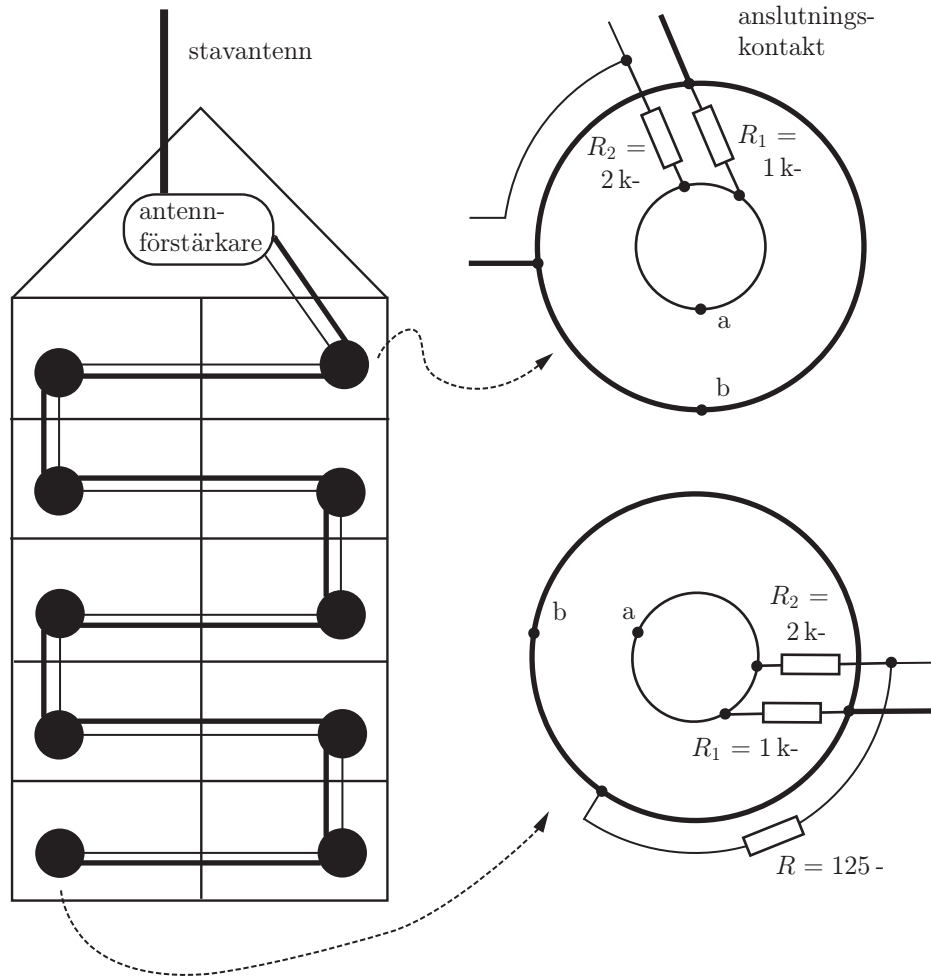 stavantenn
antenn-
förstärkare
anslutnings-
kontakt
R₂ =
2 k-
R₁ =
1 k-
a
b
b
a
R₂ =
2 k-
R₁ = 1 k-
R = 125 -